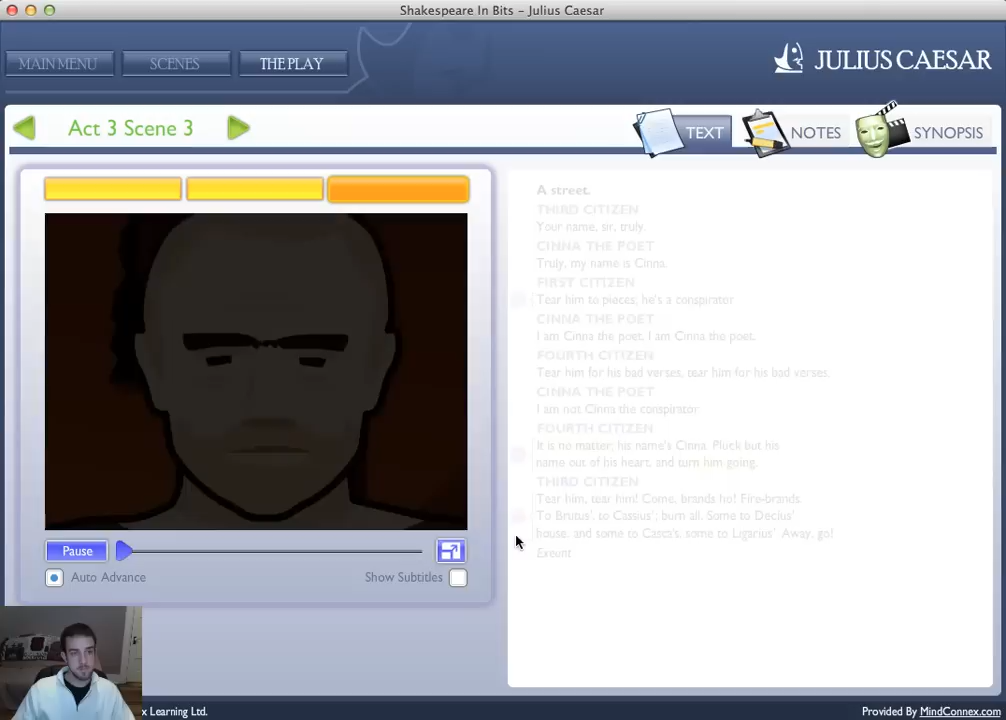 Shakespeare In Bits - Julius Caesar
MAIN MENU
SCENES
THE PLAY
JULIUS CAESAR
Act 3 Scene 3
TEXT
NOTES
SYNOPSIS
A street.
THIRD CITIZEN
Your name, sir, truly.
CINNA THE POET
Truly, my name is Cinna.
FIRST CITIZEN
Tear him to pieces; he's a conspirator
CINNA THE POET
I am Cinna the poet, I am Cinna the poet.
FOURTH CITIZEN
Tear him for his bad verses, tear him for his bad verses.
CINNA THE POET
I am not Cinna the conspirator
FOURTH CITIZEN
It is no matter; his name's Cinna. Pluck but his
name out of his heart, and turn him going.
THIRD CITIZEN
Tear him, tear him! Come, brands ho! Fire-brands.
To Brutus', to Cassius'; burn all. Some to Decius'
house, and some to Casca's, some to Ligarius' Away, go!
Exeunt
Pause
Auto Advance
Show Subtitles
x Learning Ltd.
Provided By MindConnex.com